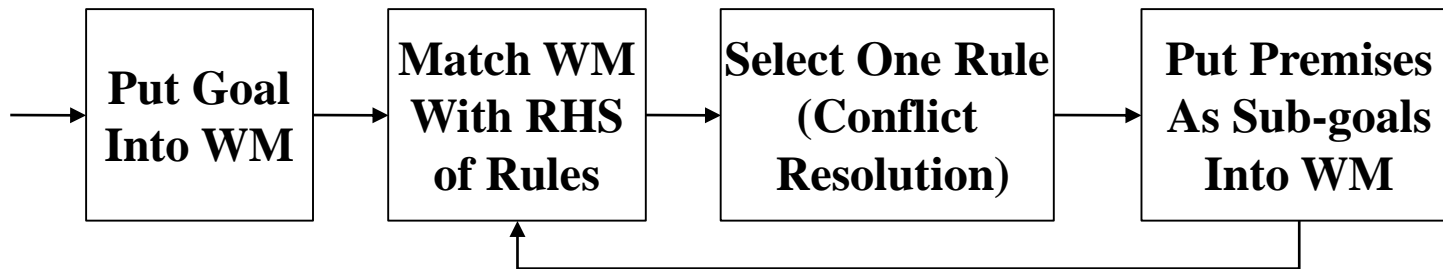 Put Goal
Into WM
Match WM
With RHS
of Rules
Select One Rule
(Conflict
Resolution)
Put Premises
As Sub-goals
Into WM